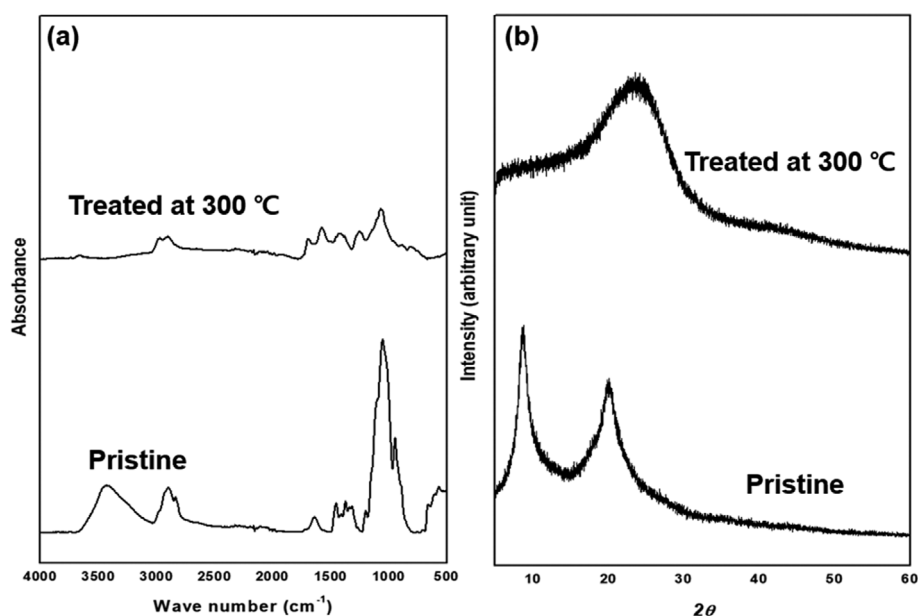 (a)
Treated at 300 ℃
Pristine
Absorbance
4000 3500 3000 2500 2000 1500 1000 500
Wave number (cm⁻¹)
(b)
Treated at 300 ℃
Pristine
Intensity (arbitrary unit)
10 20 30 40 50 60
2θ